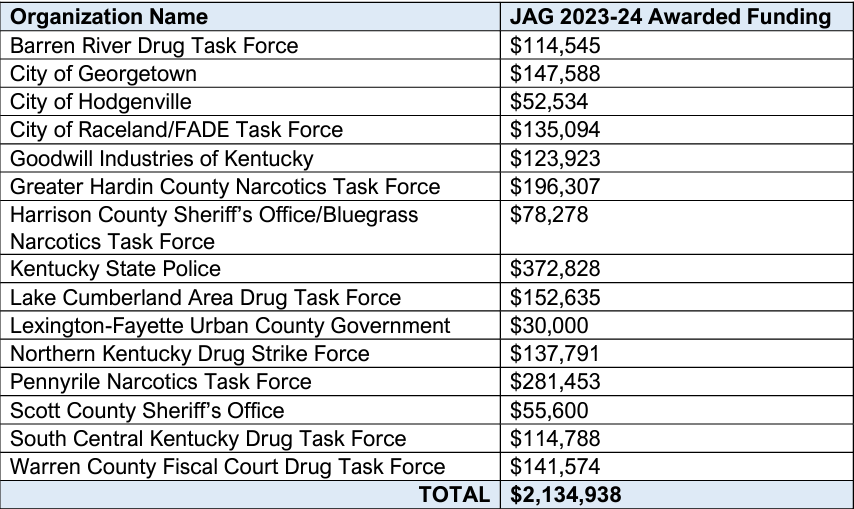 Organization Name JAG 2023-24 Awarded Funding
Barren River Drug Task Force $114,545
City of Georgetown $147,588
City of Hodgenville $52,534
City of Raceland/FADE Task Force $135,094
Goodwill Industries of Kentucky $123,923
Greater Hardin County Narcotics Task Force $196,307
Harrison County Sheriff’s Office/Bluegrass $78,278
Narcotics Task Force
Kentucky State Police $372,828
Lake Cumberland Area Drug Task Force $152,635
Lexington-Fayette Urban County Government $30,000
Northern Kentucky Drug Strike Force $137,791
Pennyrile Narcotics Task Force $281,453
Scott County Sheriff’s Office $55,600
South Central Kentucky Drug Task Force $114,788
Warren County Fiscal Court Drug Task Force $141,574
TOTAL $2,134,938